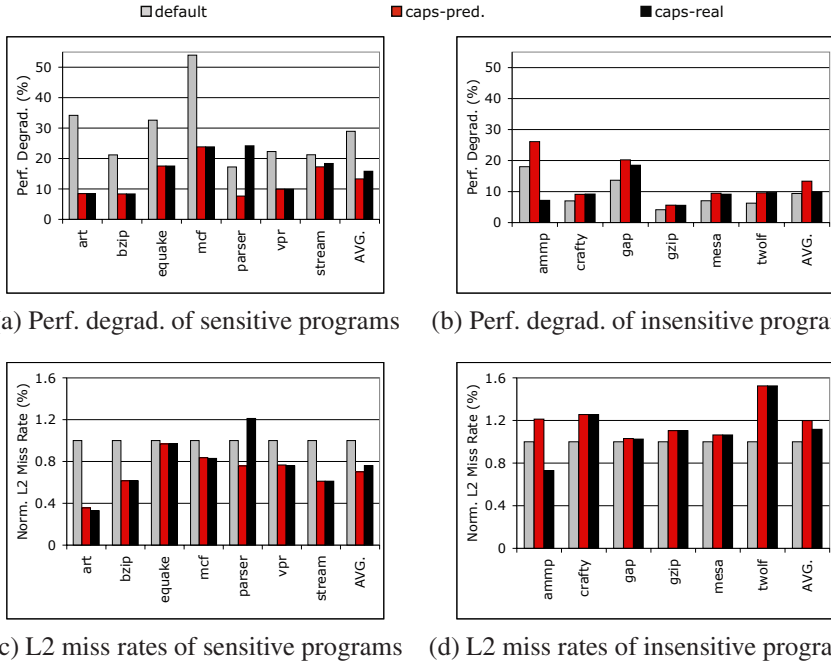 default caps-pred. caps-real
Perf. Degrad. (%)
50
40
30
20
10
0
art bzip equake mcf parser vpr stream AVG.
a) Perf. degrad. of sensitive programs
Perf. Degrad. (%)
50
40
30
20
10
0
ammp crafty gap gzip mesa twolf AVG.
(b) Perf. degrad. of insensitive program
Norm. L2 Miss Rate (%)
1.6
1.2
0.8
0.4
0
art bzip equake mcf parser vpr stream AVG.
c) L2 miss rates of sensitive programs
Norm. L2 Miss Rate (%)
1.6
1.2
0.8
0.4
0
ammp crafty gap gzip mesa twolf AVG.
(d) L2 miss rates of insensitive progra